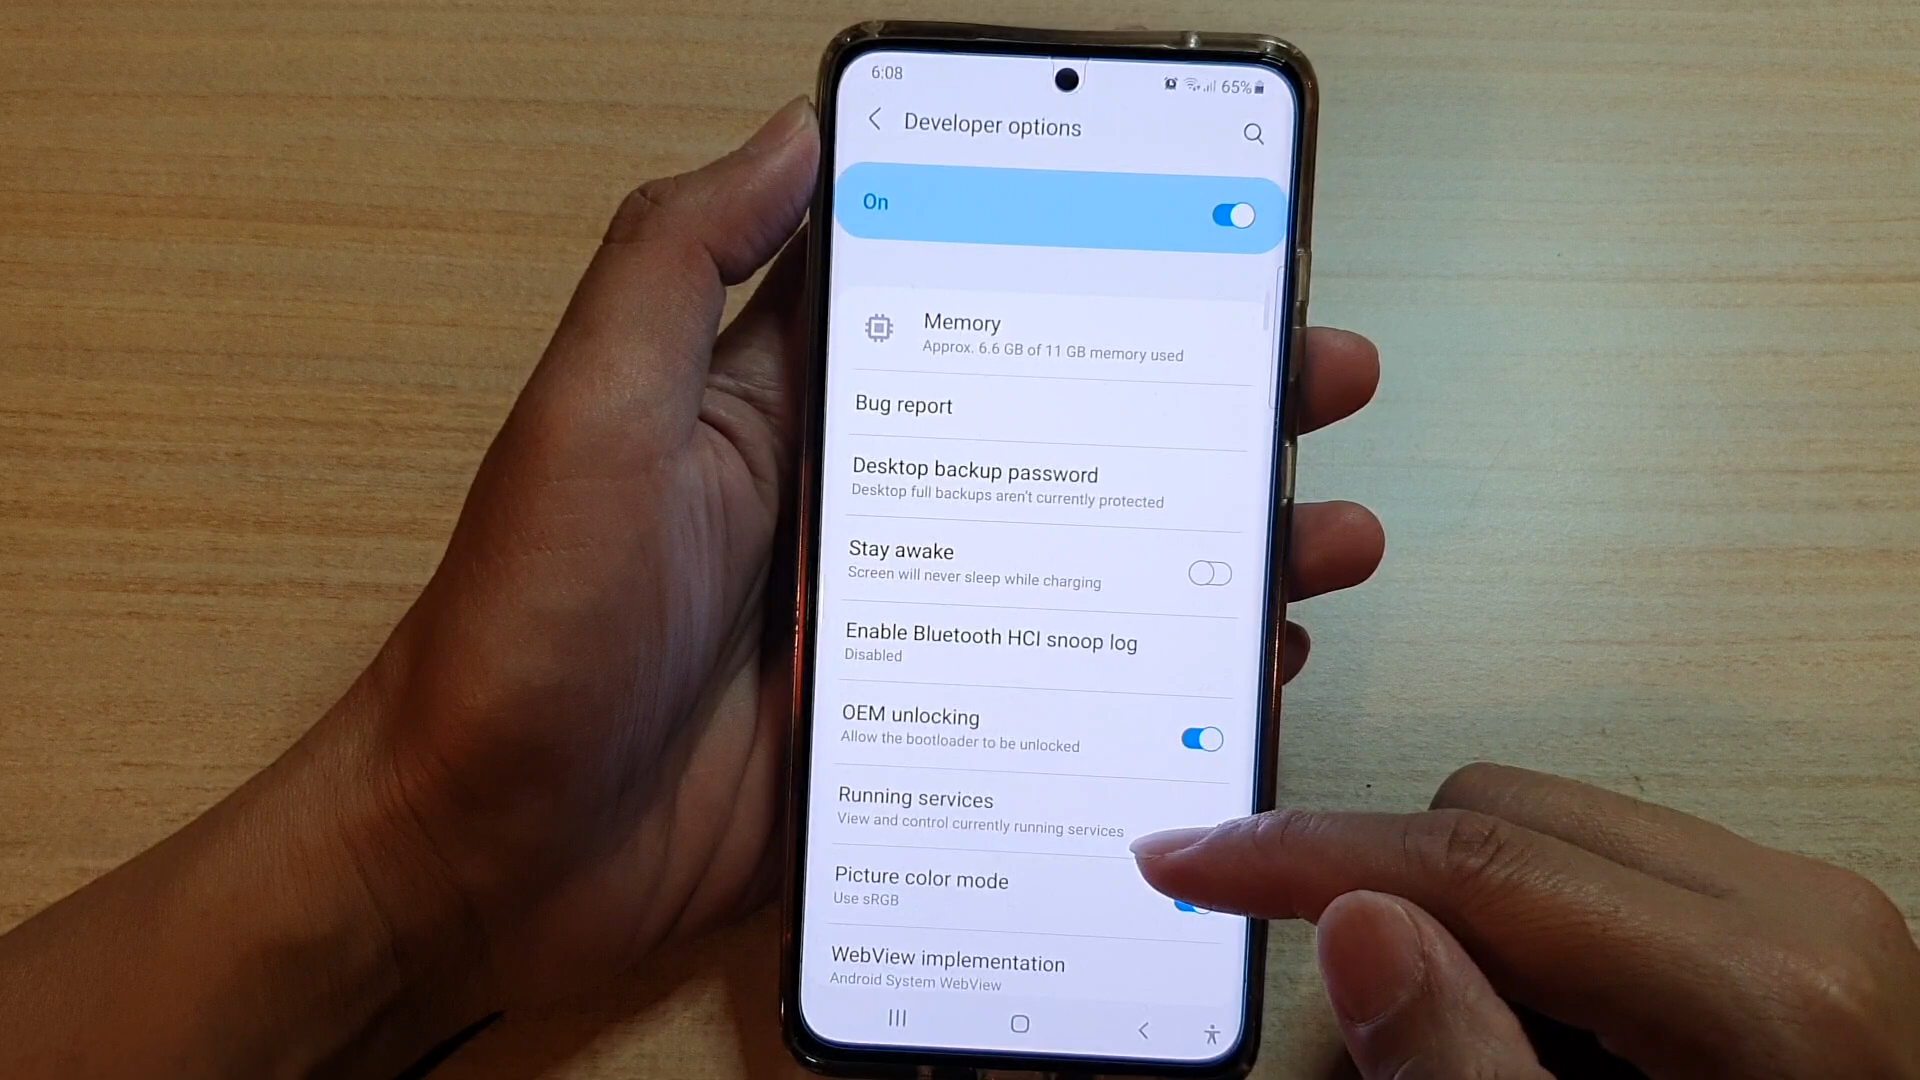 6:08
65%
Developer options
On
Memory
Approx. 6.6 GB of 11 GB memory used
Bug report
Desktop backup password
Desktop full backups aren't currently protected
Stay awake
Screen will never sleep while charging
Enable Bluetooth HCI snoop log
Disabled
OEM unlocking
Allow the bootloader to be unlocked
Running services
View and control currently running services
Picture color mode
Use sRGB
WebView implementation
Android System WebView